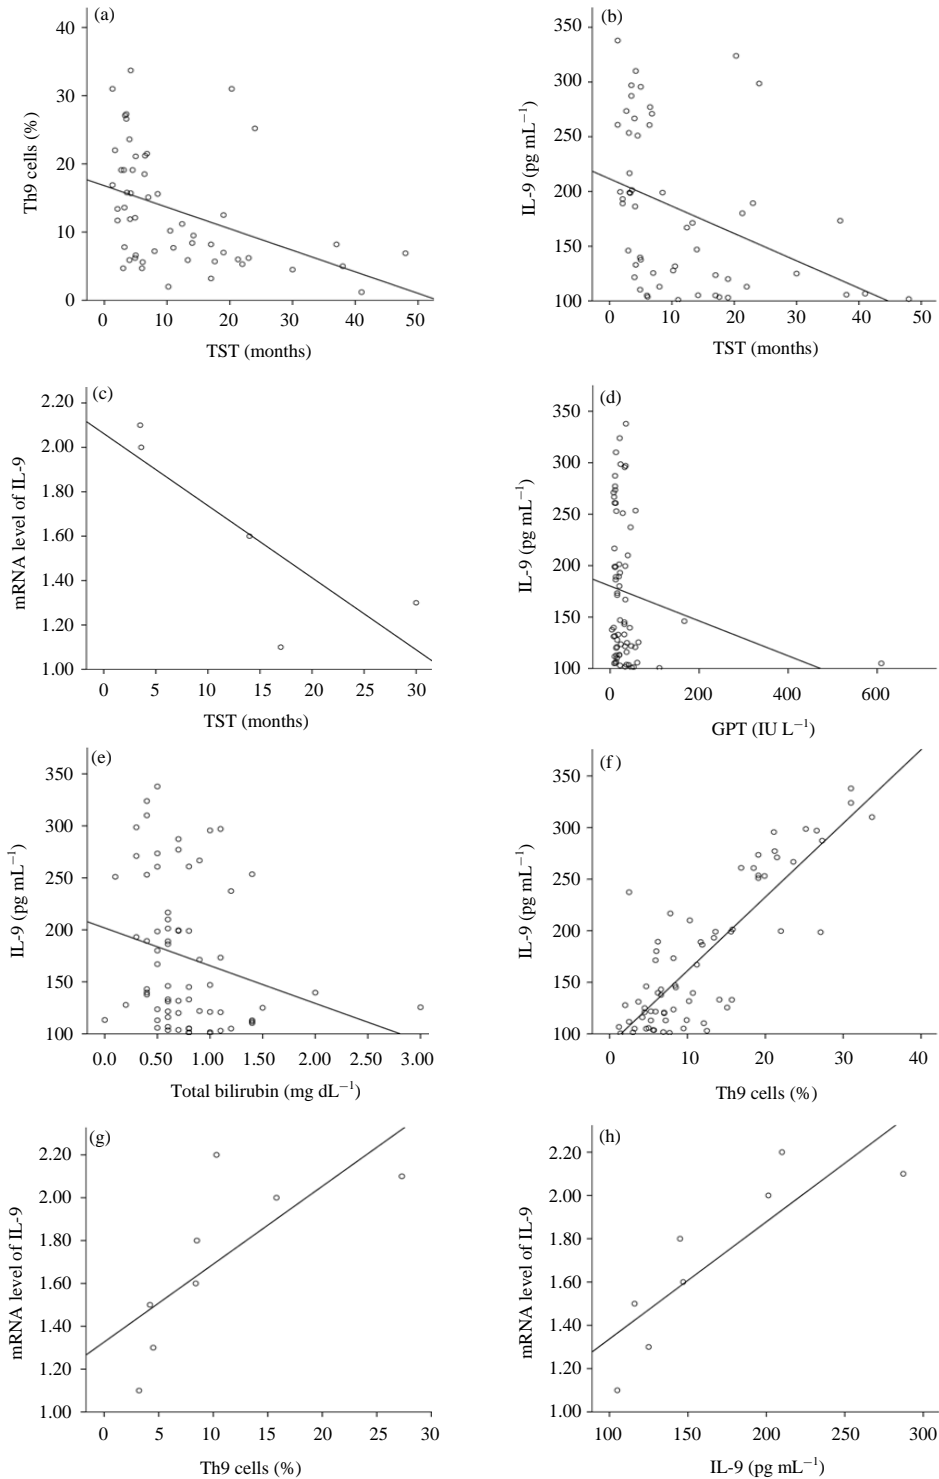 (a)
40
30
20
10
0
Th9 cells (%)
0 10 20 30 40 50
TST (months)
(b)
350
300
250
200
150
100
IL-9 (pg mL⁻¹)
0 10 20 30 40 50
TST (months)
(c)
2.20
2.00
1.80
1.60
1.40
1.20
1.00
mRNA level of IL-9
0 5 10 15 20 25 30
TST (months)
(d)
350
300
250
200
150
100
IL-9 (pg mL⁻¹)
0 200 400 600
GPT (IU L⁻¹)
(e)
350
300
250
200
150
100
IL-9 (pg mL⁻¹)
0.0 0.50 1.00 1.50 2.00 2.50 3.00
Total bilirubin (mg dL⁻¹)
(f)
350
300
250
200
150
100
IL-9 (pg mL⁻¹)
0 10 20 30 40
Th9 cells (%)
(g)
2.20
2.00
1.80
1.60
1.40
1.20
1.00
mRNA level of IL-9
0 5 10 15 20 25 30
Th9 cells (%)
(h)
2.20
2.00
1.80
1.60
1.40
1.20
1.00
mRNA level of IL-9
100 150 200 250 300
IL-9 (pg mL⁻¹)